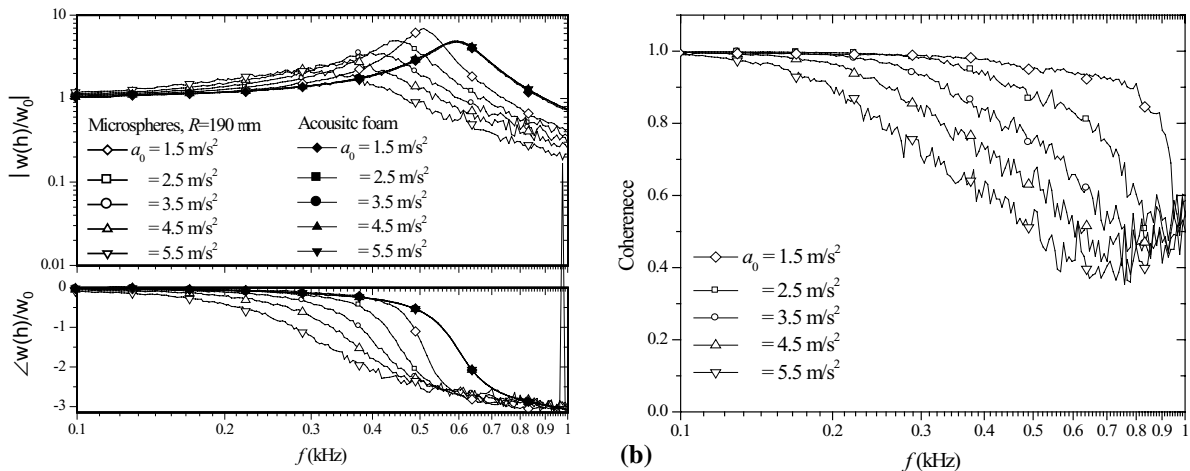 10
1
0.1
0.01
|w(h)/w0|
Microspheres, R=190 mm
a0 = 1.5 m/s2
= 2.5 m/s2
= 3.5 m/s2
= 4.5 m/s2
= 5.5 m/s2
Acousitc foam
a0 = 1.5 m/s2
= 2.5 m/s2
= 3.5 m/s2
= 4.5 m/s2
= 5.5 m/s2
0
-1
-2
-3
∠w(h)/w0
0.1 0.2 0.3 0.4 0.5 0.6 0.7 0.8 0.9 1
f (kHz)
1.0
0.8
0.6
0.4
0.2
0.0
Coherenece
a0 = 1.5 m/s2
= 2.5 m/s2
= 3.5 m/s2
= 4.5 m/s2
= 5.5 m/s2
0.1 0.2 0.3 0.4 0.5 0.6 0.7 0.8 0.9 1
(b)
f (kHz)